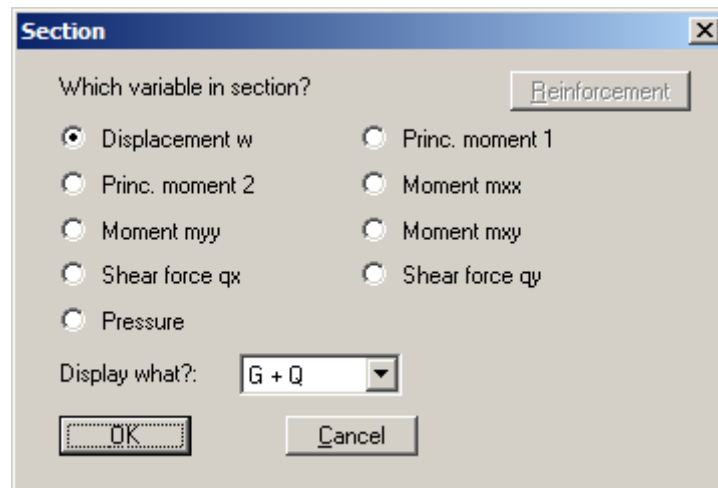 Section
Which variable in section?
Reinforcement
Displacement w
Princ. moment 1
Princ. moment 2
Moment mxx
Moment myy
Moment mxy
Shear force qx
Shear force qy
Pressure
Display what?:
G + Q
OK
Cancel